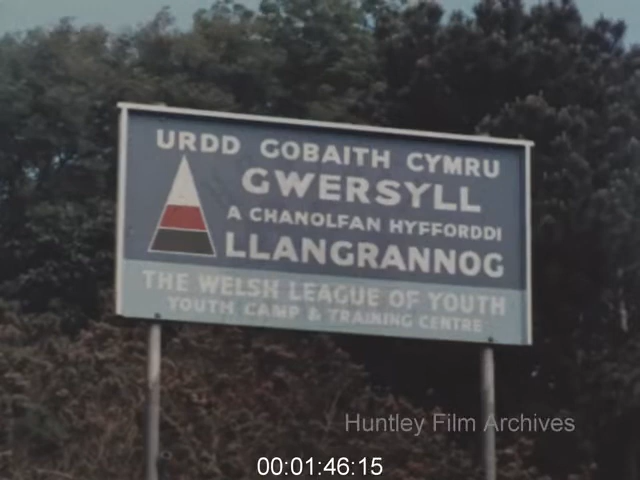 URDD GOBAITH CYMRU
GWERSYLL
A CHANOLFAN HYFFORDDI
LLANGRANNOG
THE WELSH LEAGUE OF YOUTH
YOUTH CAMP & TRAINING CENTRE
Huntley Film Archives
00:01:46:15